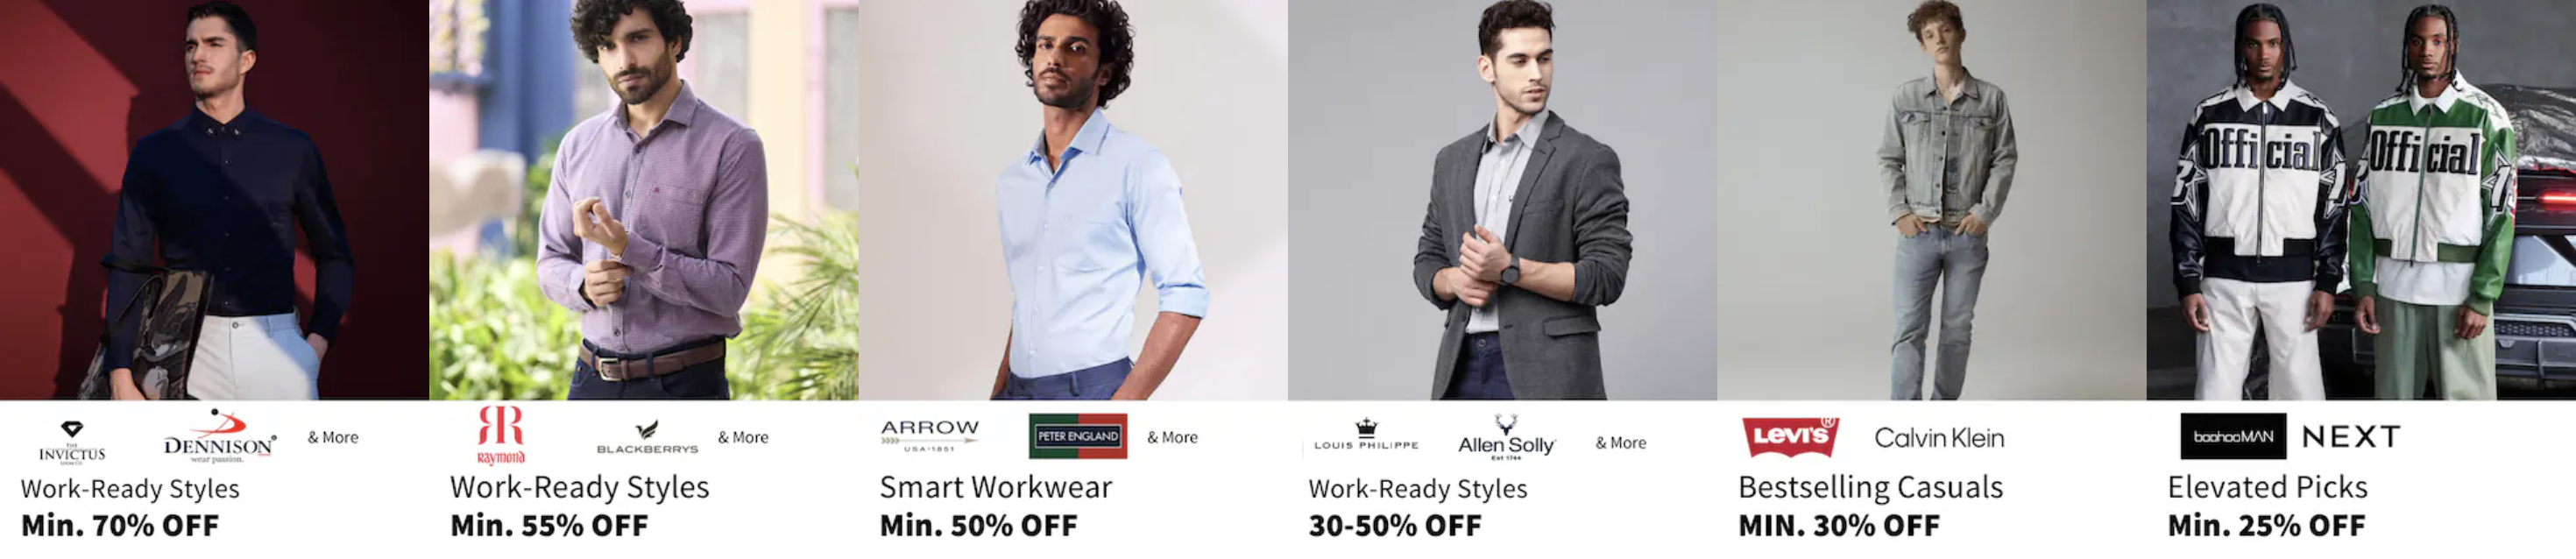 Official
Official
THE
INVICTUS
DENNISON
wear passion.
& More
Work-Ready Styles
Min. 70% OFF
Raymond
BLACKBERRYS
& More
Work-Ready Styles
Min. 55% OFF
ARROW
USA-1851
PETER ENGLAND
& More
Smart Workwear
Min. 50% OFF
LOUIS PHILIPPE
Allen Solly
Est 1744
& More
Work-Ready Styles
30-50% OFF
LEVI'S®
Calvin Klein
Bestselling Casuals
MIN. 30% OFF
boohooMAN
NEXT
Elevated Picks
Min. 25% OFF